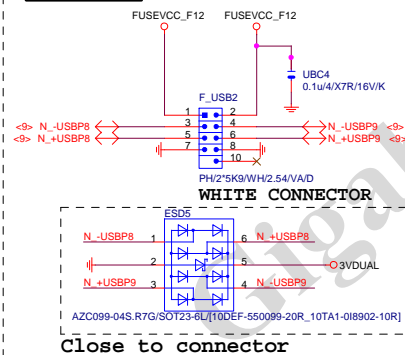 FUSEVCC_F12 FUSEVCC_F12
UBC4
0.1u/4/X7R/16V/K
F_USB2
1 2
<9> N_-USBP8 3 4 N_-USBP9 <9>
<9> N_+USBP8 5 6 N_+USBP9 <9>
7 8
10
PH/2*5K9/WH/2.54/VA/D
WHITE CONNECTOR
ESD5
N_-USBP8 1 6 N_+USBP8
2 5 3VDUAL
N_+USBP9 3 4 N_-USBP9
AZC099-04S.R7G/SOT23-6L/[10DEF-550099-20R_10TA1-0I8902-10R]
Close to connector